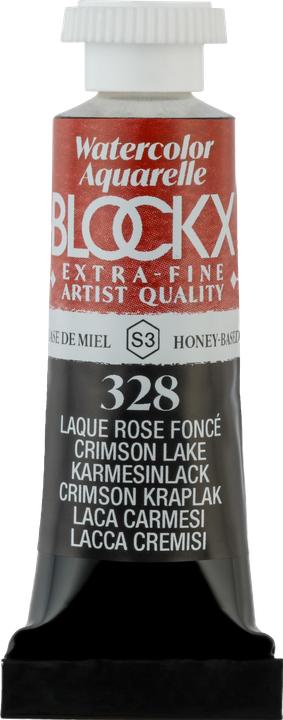 Watercolor
Aquarelle
BLOCKX
EXTRA-FINE
ARTIST QUALITY
ASE DE MIEL S3 HONEY-BASED
328
LAQUE ROSE FONCÉ
CRIMSON LAKE
KARMESINLACK
CRIMSON KRAPLAK
LACA CARMESI
LACCA CREMISI